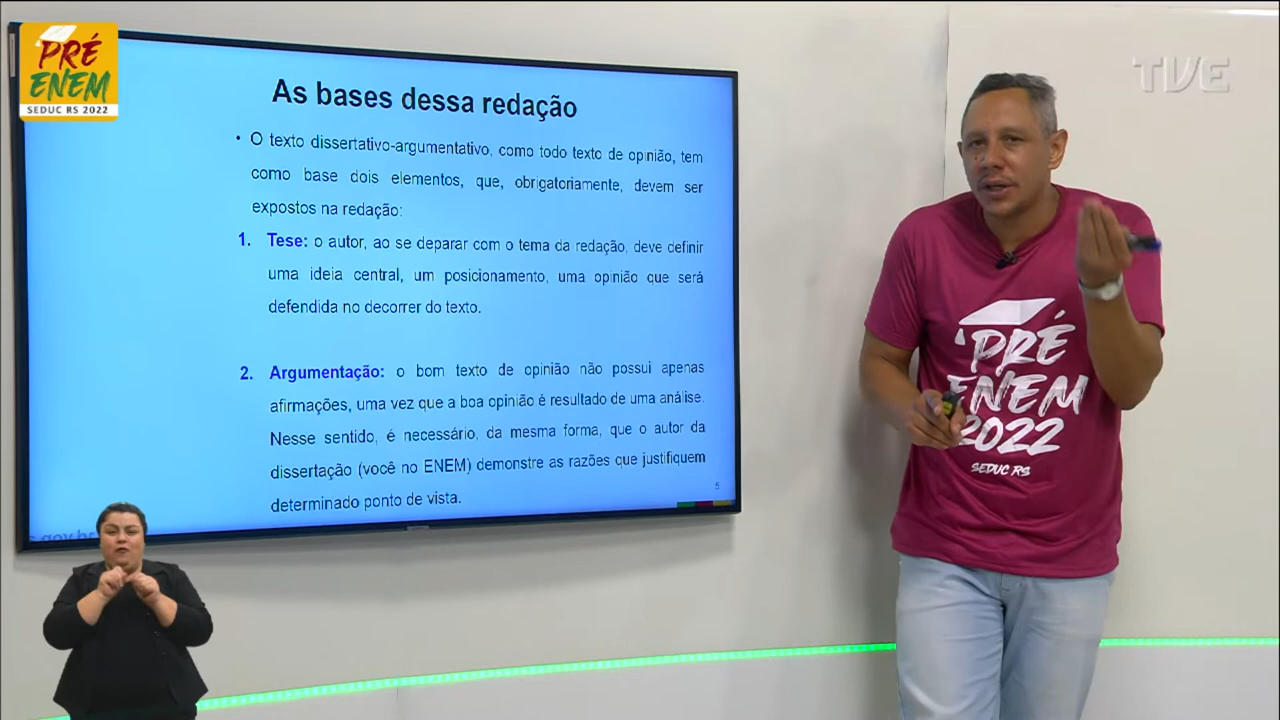 PRÉ
ENEM
SEDUC RS 2022
TVE
As bases dessa redação
• O texto dissertativo-argumentativo, como todo texto de opinião, tem
como base dois elementos, que, obrigatoriamente, devem ser
expostos na redação:
1. Tese: o autor, ao se deparar com o tema da redação, deve definir
uma ideia central, um posicionamento, uma opinião que será
defendida no decorrer do texto.
2. Argumentação: o bom texto de opinião não possui apenas
afirmações, uma vez que a boa opinião é resultado de uma análise.
Nesse sentido, é necessário, da mesma forma, que o autor da
dissertação (você no ENEM) demonstre as razões que justifiquem
determinado ponto de vista.
5
.gov.br
PRÉ
ENEM
2022
SEDUC RS